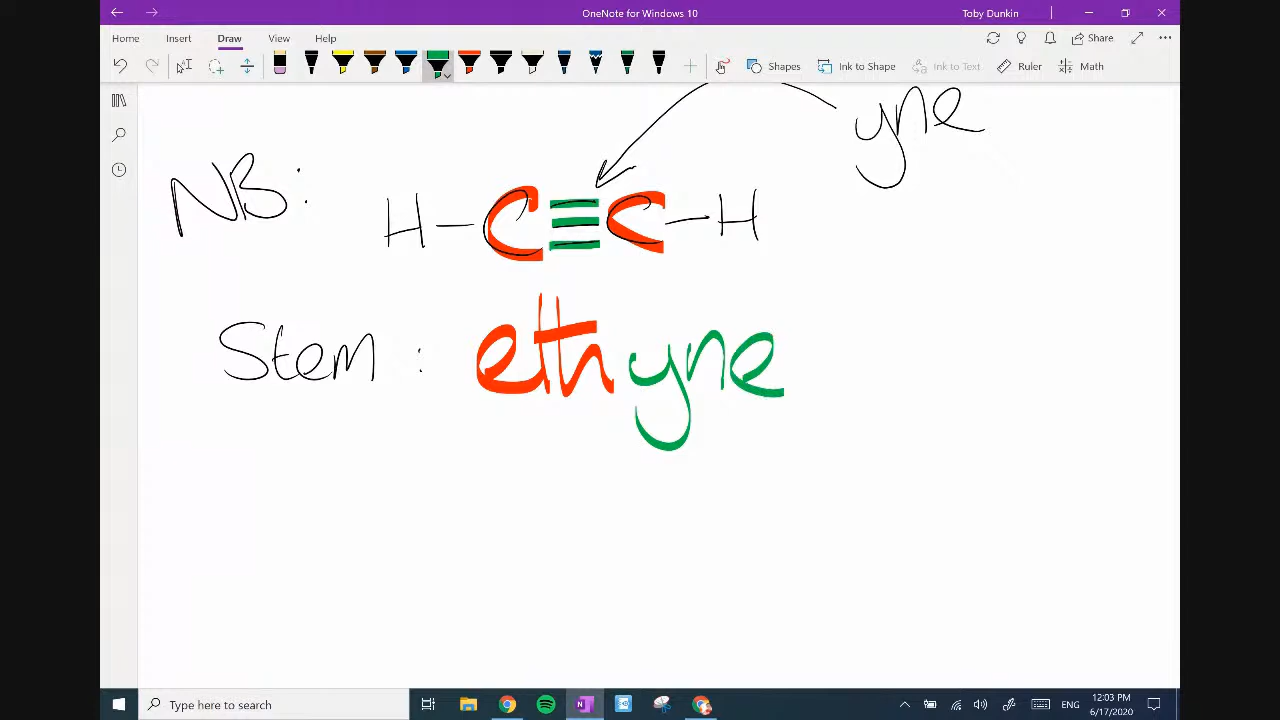 OneNote for Windows 10
Toby Dunkin
Home Insert Draw View Help
Share
Shapes Ink to Shape Ink to Text Ruler Math
yne
NB:
H-C≡C-H
Stem: ethyne
Type here to search
ENG
12:03 PM
6/17/2020